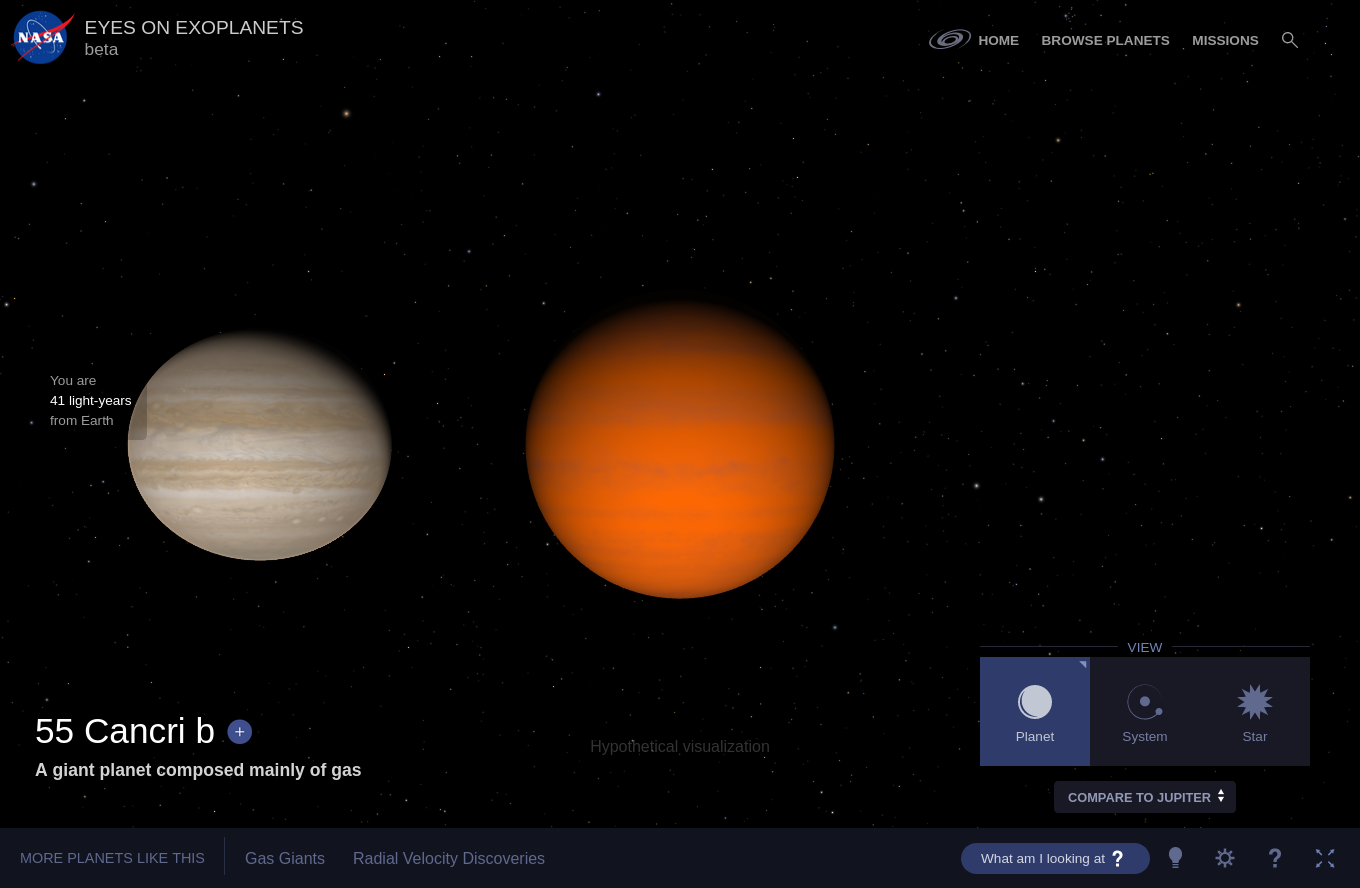 NASA
EYES ON EXOPLANETS
beta
HOME
BROWSE PLANETS
MISSIONS
You are
41 light-years
from Earth
55 Cancri b
+
A giant planet composed mainly of gas
Hypothetical visualization
VIEW
Planet
System
Star
COMPARE TO JUPITER
MORE PLANETS LIKE THIS
Gas Giants
Radial Velocity Discoveries
What am I looking at ?
?